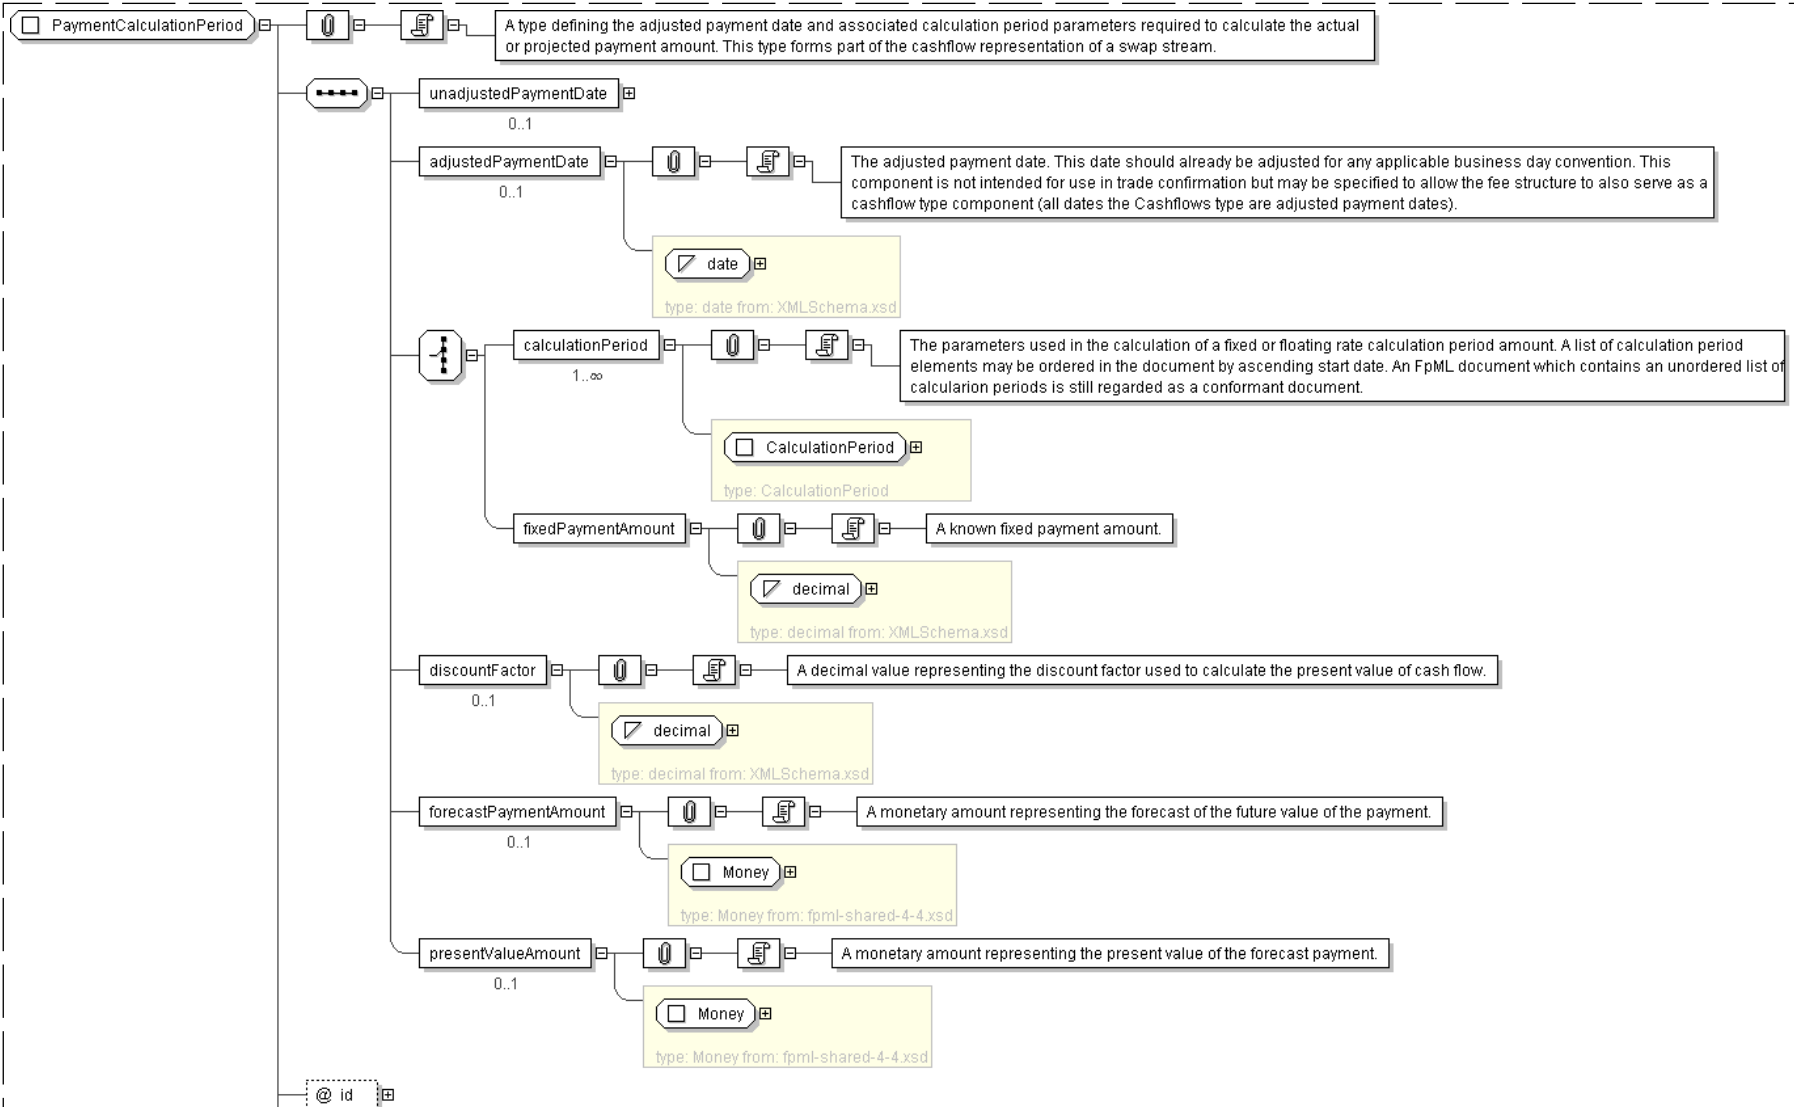 PaymentCalculationPeriod
A type defining the adjusted payment date and associated calculation period parameters required to calculate the actual
or projected payment amount. This type forms part of the cashflow representation of a swap stream.
unadjustedPaymentDate
0..1
adjustedPaymentDate
0..1
The adjusted payment date. This date should already be adjusted for any applicable business day convention. This
component is not intended for use in trade confirmation but may be specified to allow the fee structure to also serve as a
cashflow type component (all dates the Cashflows type are adjusted payment dates).
date
type: date from: XMLSchema.xsd
calculationPeriod
1..∞
The parameters used in the calculation of a fixed or floating rate calculation period amount. A list of calculation period
elements may be ordered in the document by ascending start date. An FpML document which contains an unordered list of
calcularion periods is still regarded as a conformant document.
CalculationPeriod
type: CalculationPeriod
fixedPaymentAmount
A known fixed payment amount.
decimal
type: decimal from: XMLSchema.xsd
discountFactor
0..1
A decimal value representing the discount factor used to calculate the present value of cash flow.
decimal
type: decimal from: XMLSchema.xsd
forecastPaymentAmount
0..1
A monetary amount representing the forecast of the future value of the payment.
Money
type: Money from: fpml-shared-4-4.xsd
presentValueAmount
0..1
A monetary amount representing the present value of the forecast payment.
Money
type: Money from: fpml-shared-4-4.xsd
@ id